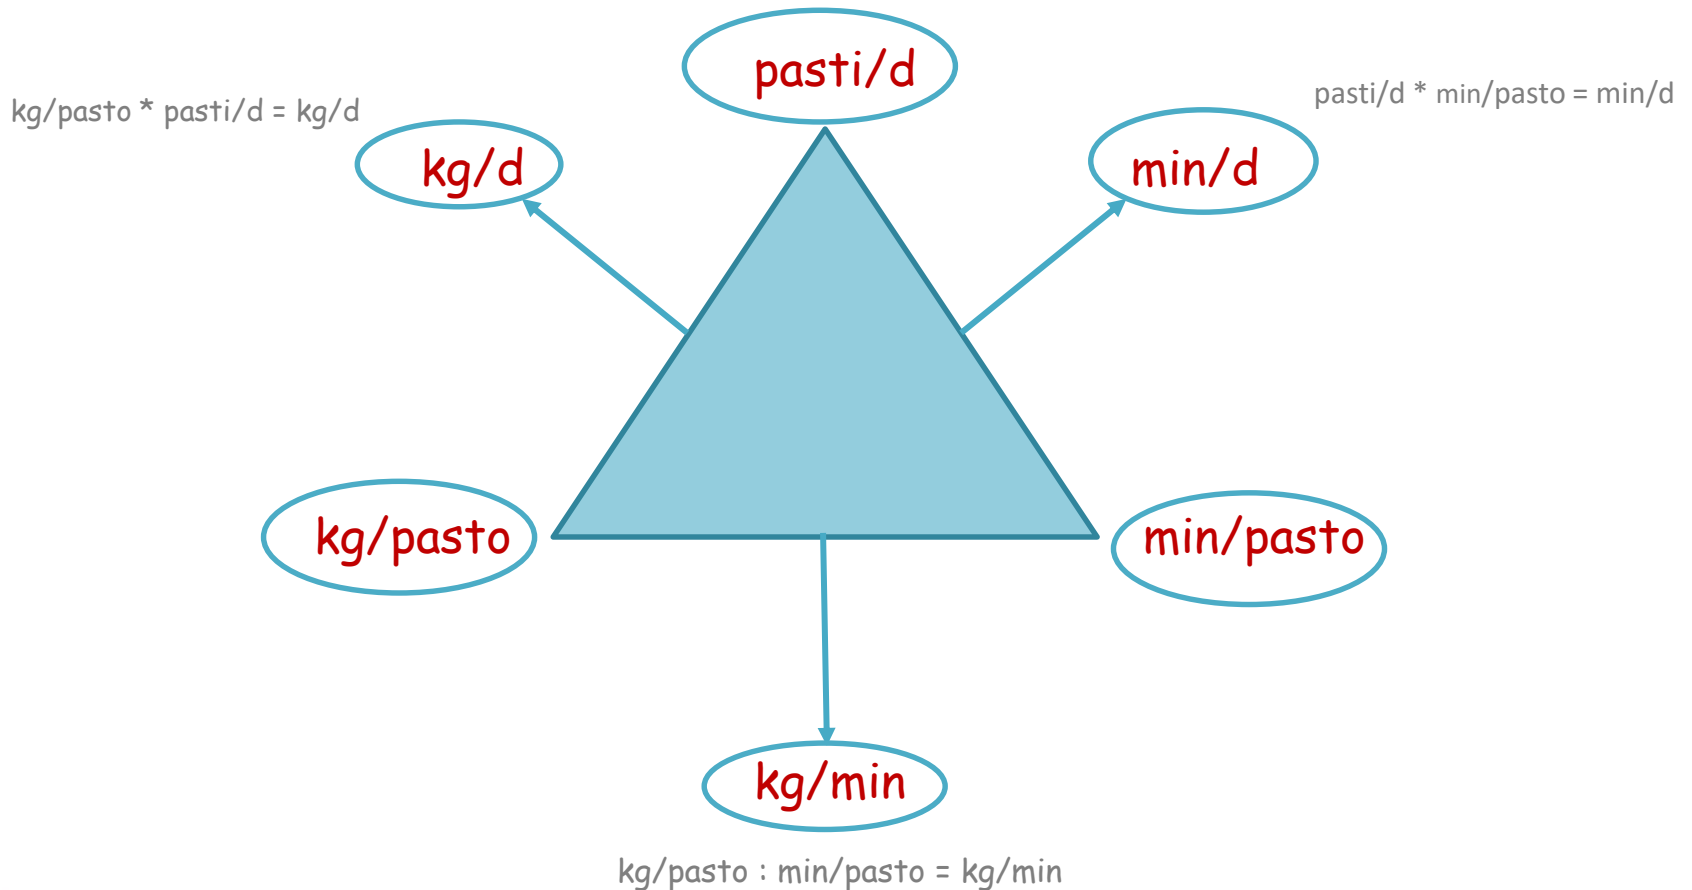 pasti/d
kg/pasto * pasti/d = kg/d
pasti/d * min/pasto = min/d
kg/d
min/d
kg/pasto
min/pasto
kg/min
kg/pasto : min/pasto = kg/min